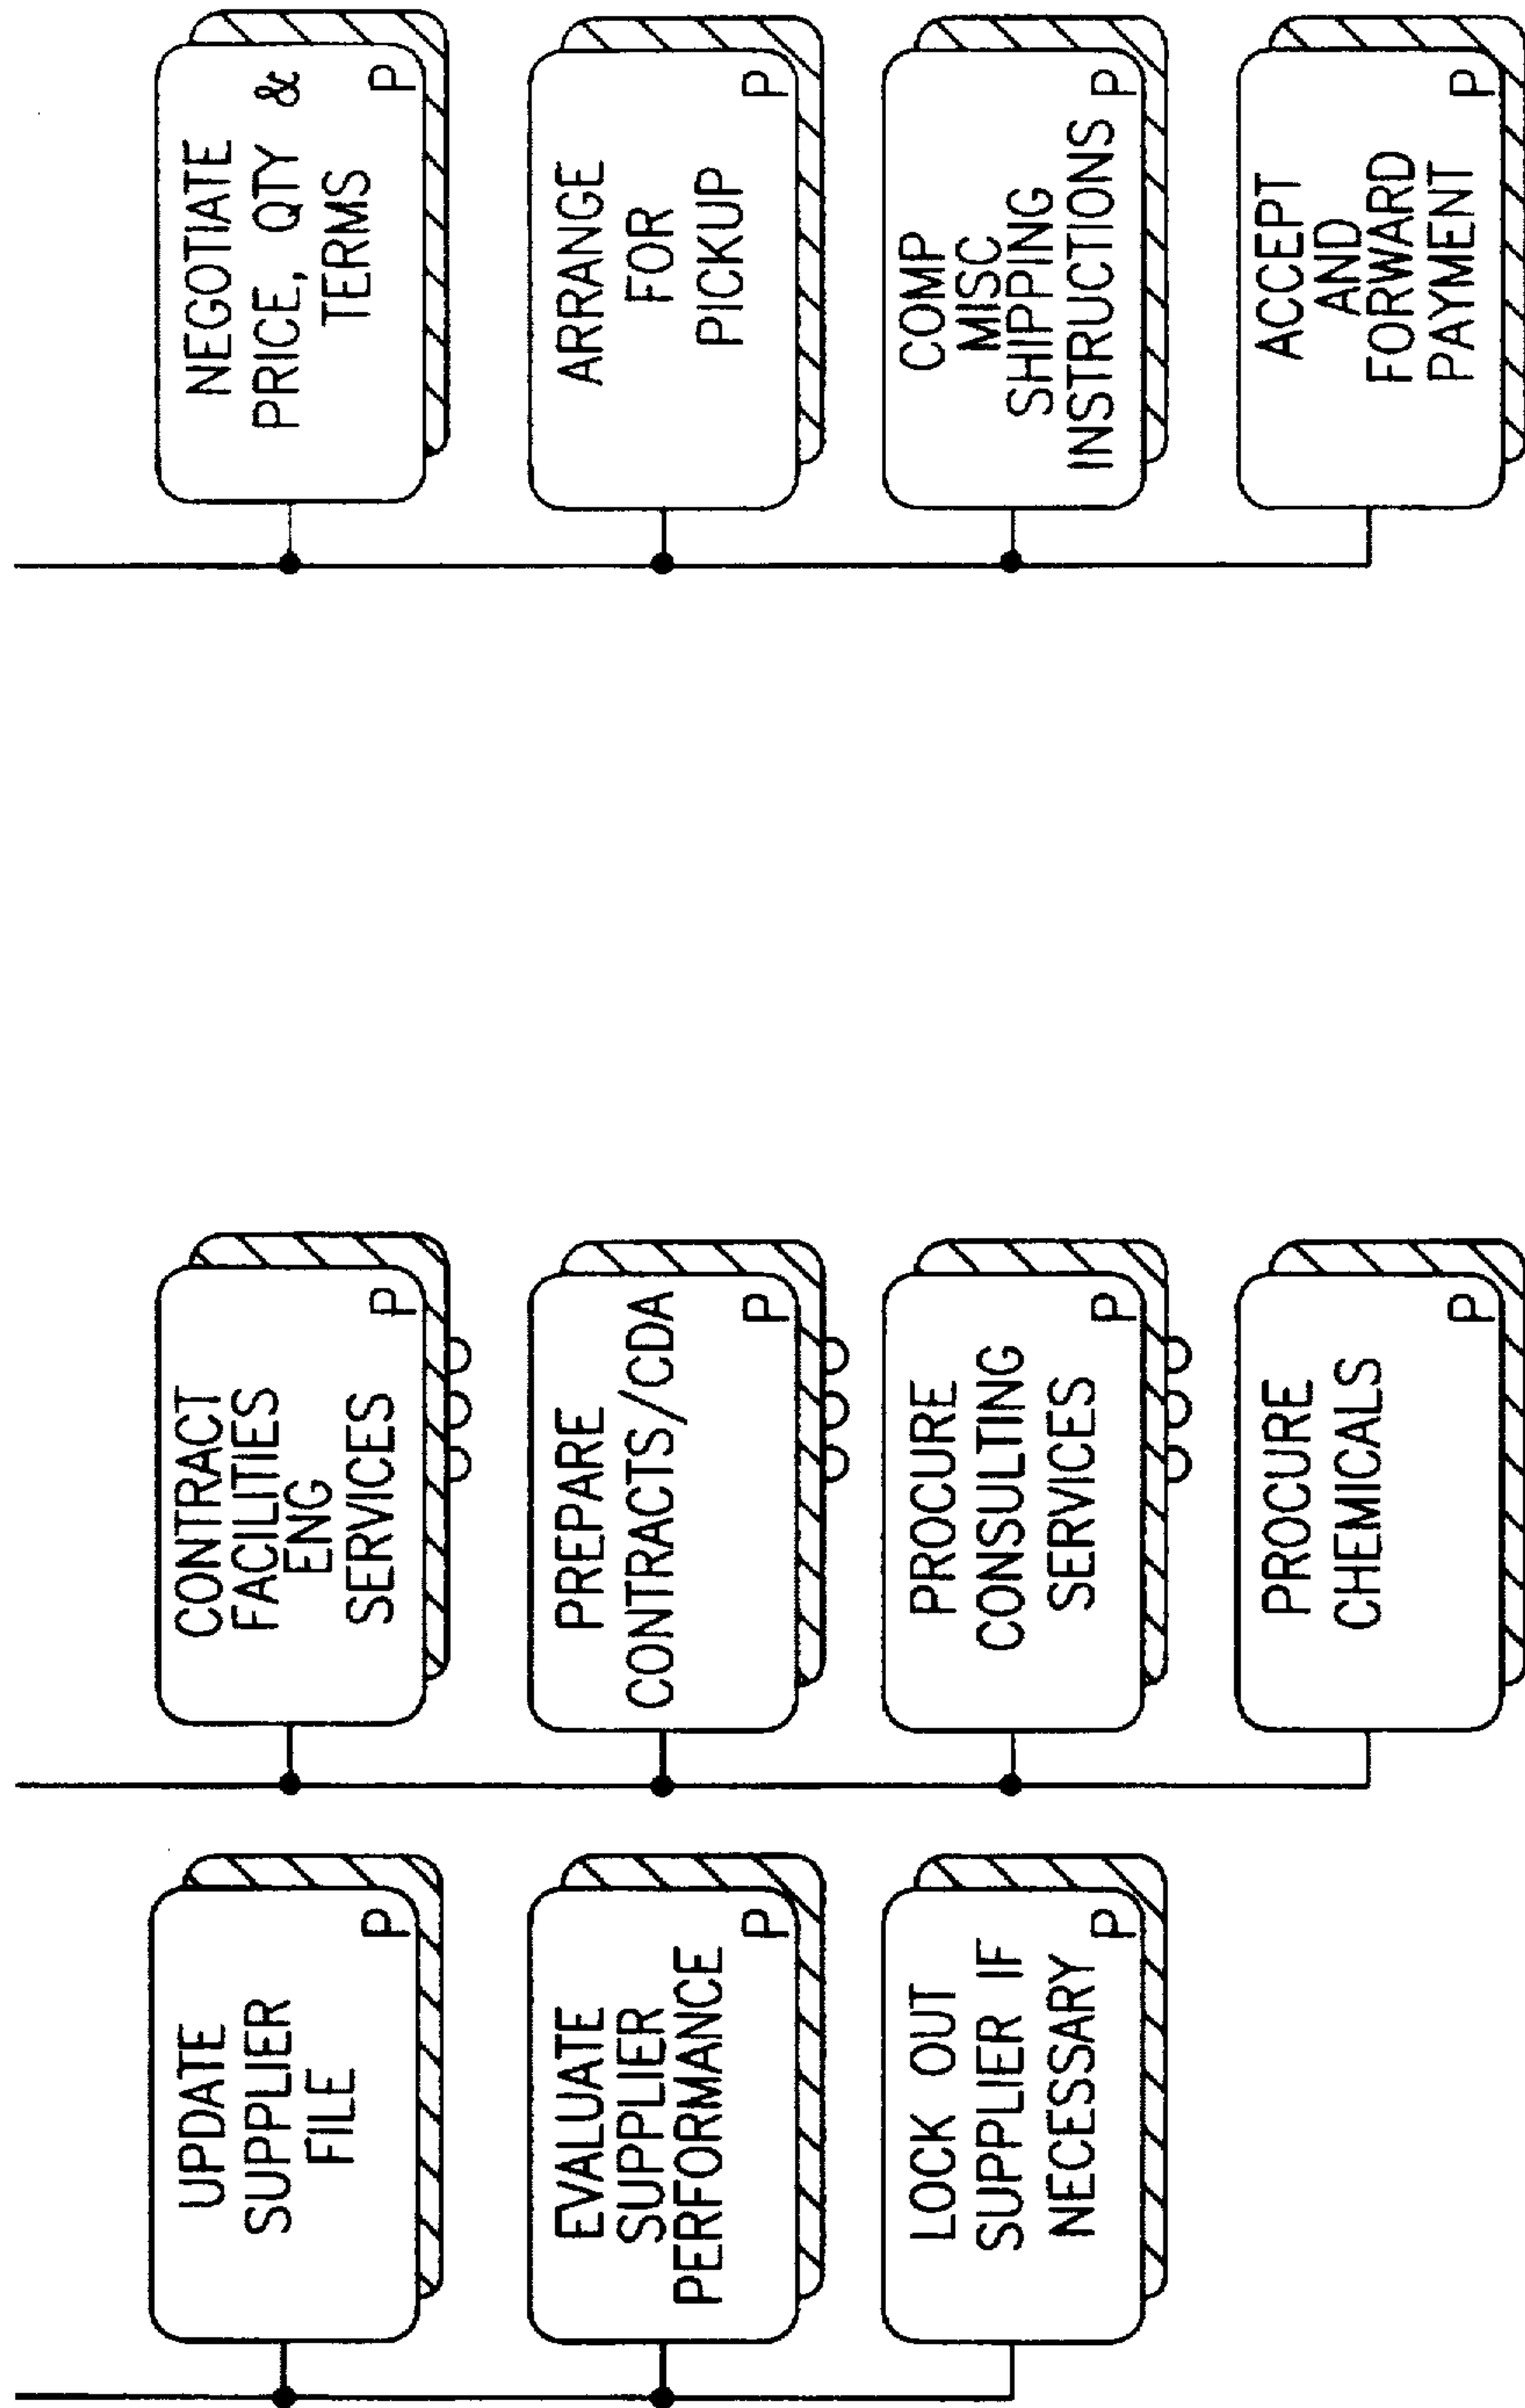 UPDATE
SUPPLIER
FILE
P
EVALUATE
SUPPLIER
PERFORMANCE
P
LOCK OUT
SUPPLIER IF
NECESSARY
P
CONTRACT
FACILITIES
ENG
SERVICES
P
PREPARE
CONTRACTS/CDA
P
PROCURE
CONSULTING
SERVICES
P
PROCURE
CHEMICALS
P
NEGOTIATE
PRICE, QTY &
TERMS
P
ARRANGE
FOR
PICKUP
P
COMP
MISC
SHIPPING
INSTRUCTIONS
P
ACCEPT
AND
FORWARD
PAYMENT
P